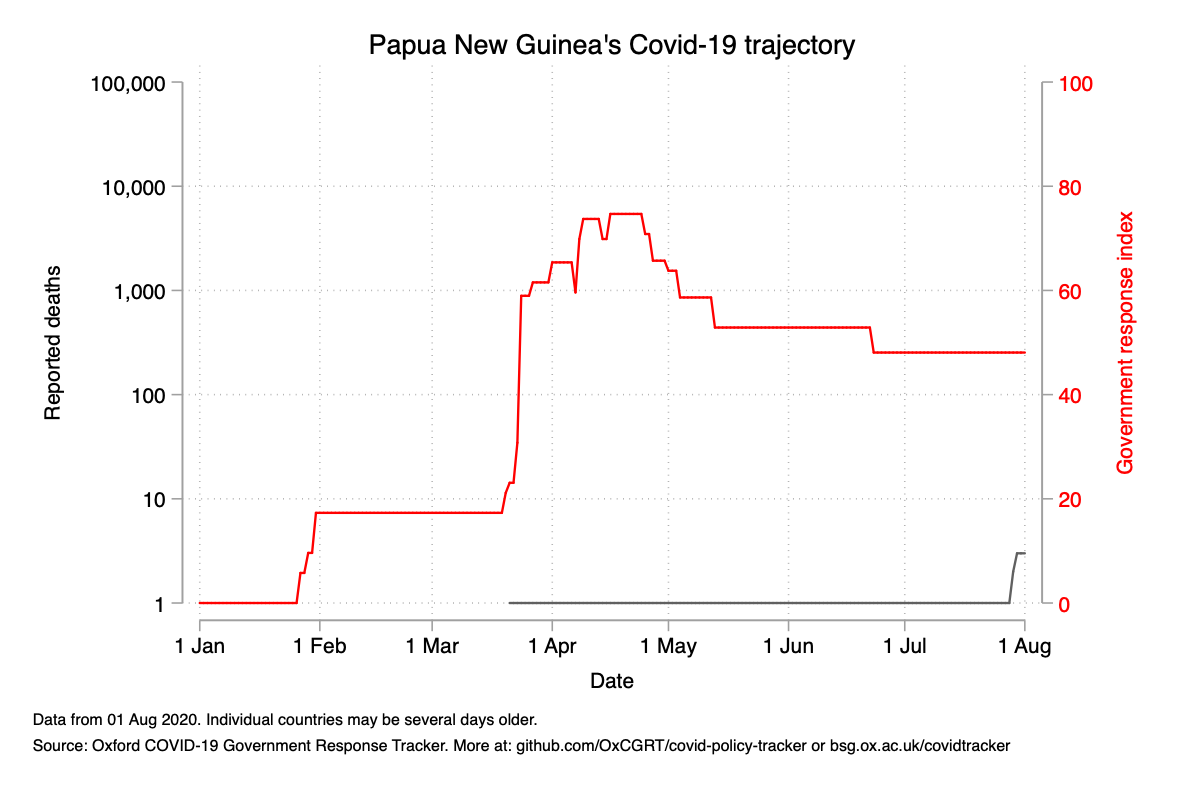 Papua New Guinea's Covid-19 trajectory
100,000
10,000
1,000
100
10
1
Reported deaths
100
80
60
40
20
0
Government response index
1 Jan 1 Feb 1 Mar 1 Apr 1 May 1 Jun 1 Jul 1 Aug
Date
Data from 01 Aug 2020. Individual countries may be several days older.
Source: Oxford COVID-19 Government Response Tracker. More at: github.com/OxCGRT/covid-policy-tracker or bsg.ox.ac.uk/covidtracker